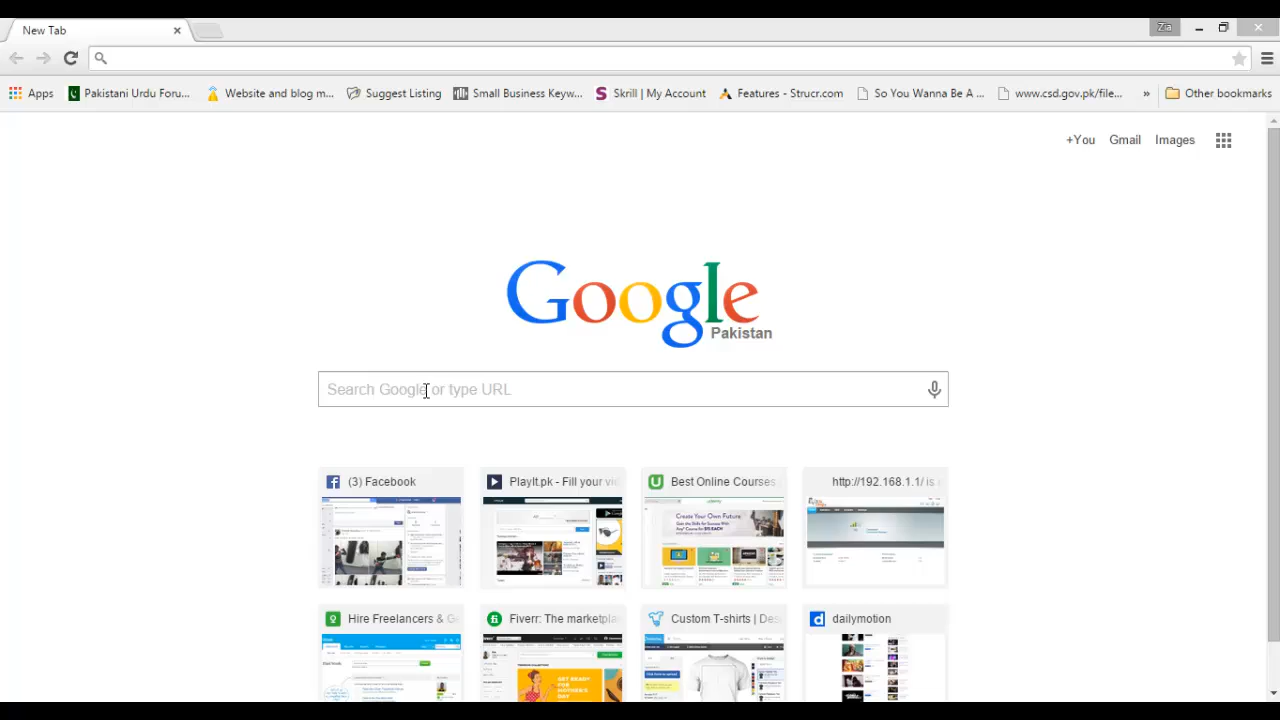 New Tab
Zia
Apps
Pakistani Urdu Foru...
Website and blog m...
Suggest Listing
Small Business Keyw...
Skrill | My Account
Features - Strucr.com
So You Wanna Be A ...
www.csd.gov.pk/file...
»
Other bookmarks
+You
Gmail
Images
Google
Pakistan
Search Google or type URL
(3) Facebook
PlayIt.pk - Fill your vi
Best Online Courses
http://192.168.1.1/ is
Create Your Own Future
Hire Freelancers & G
Fiverr: The marketpla
Custom T-shirts | Des
dailymotion
GET READY